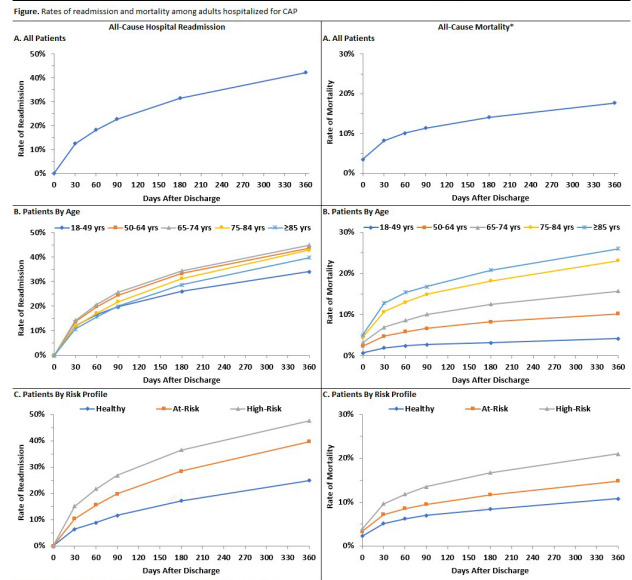 Figure. Rates of readmission and mortality among adults hospitalized for CAP
All-Cause Hospital Readmission
All-Cause Mortality*
A. All Patients
50%
40%
30%
20%
10%
0%
Rate of Readmission
0 30 60 90 120 150 180 210 240 270 300 330 360
Days After Discharge
A. All Patients
30%
20%
10%
0%
Rate of Mortality
0 30 60 90 120 150 180 210 240 270 300 330 360
Days After Discharge
B. Patients By Age
18-49 yrs 50-64 yrs 65-74 yrs 75-84 yrs ≥85 yrs
50%
40%
30%
20%
10%
0%
Rate of Readmission
0 30 60 90 120 150 180 210 240 270 300 330 360
Days After Discharge
B. Patients By Age
18-49 yrs 50-64 yrs 65-74 yrs 75-84 yrs ≥85 yrs
30%
20%
10%
0%
Rate of Mortality
0 30 60 90 120 150 180 210 240 270 300 330 360
Days After Discharge
C. Patients By Risk Profile
Healthy At-Risk High-Risk
50%
40%
30%
20%
10%
0%
Rate of Readmission
0 30 60 90 120 150 180 210 240 270 300 330 360
Days After Discharge
C. Patients By Risk Profile
Healthy At-Risk High-Risk
30%
20%
10%
0%
Rate of Mortality
0 30 60 90 120 150 180 210 240 270 300 330 360
Days After Discharge